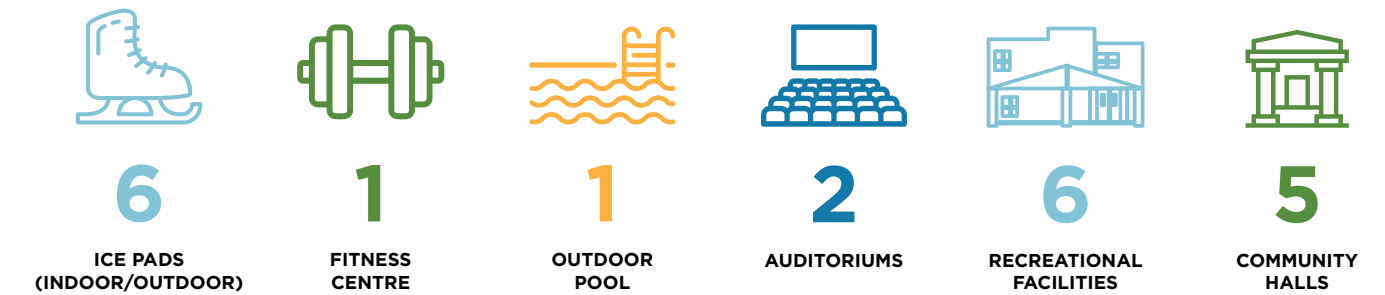 6
ICE PADS
(INDOOR/OUTDOOR)
1
FITNESS
CENTRE
1
OUTDOOR
POOL
2
AUDITORIUMS
6
RECREATIONAL
FACILITIES
5
COMMUNITY
HALLS